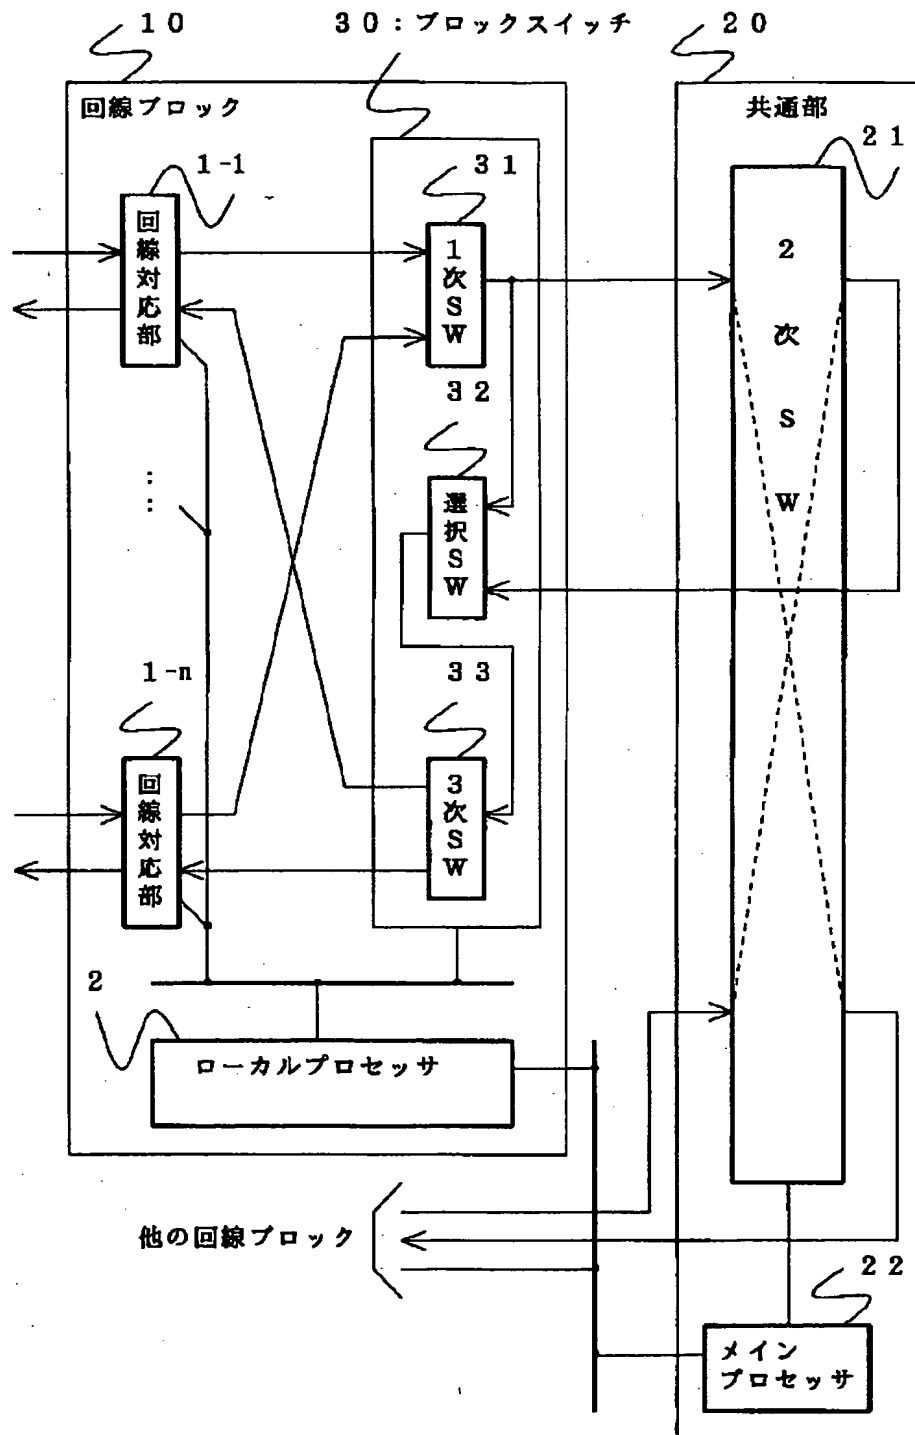 10
30:ブロックスイッチ
20
回線ブロック
共通部
1-1
31
21
回線対応部
1次SW
2次SW
32
選択SW
:
:
1-n
33
回線対応部
3次SW
2
ローカルプロセッサ
他の回線ブロック
22
メイン
プロセッサ